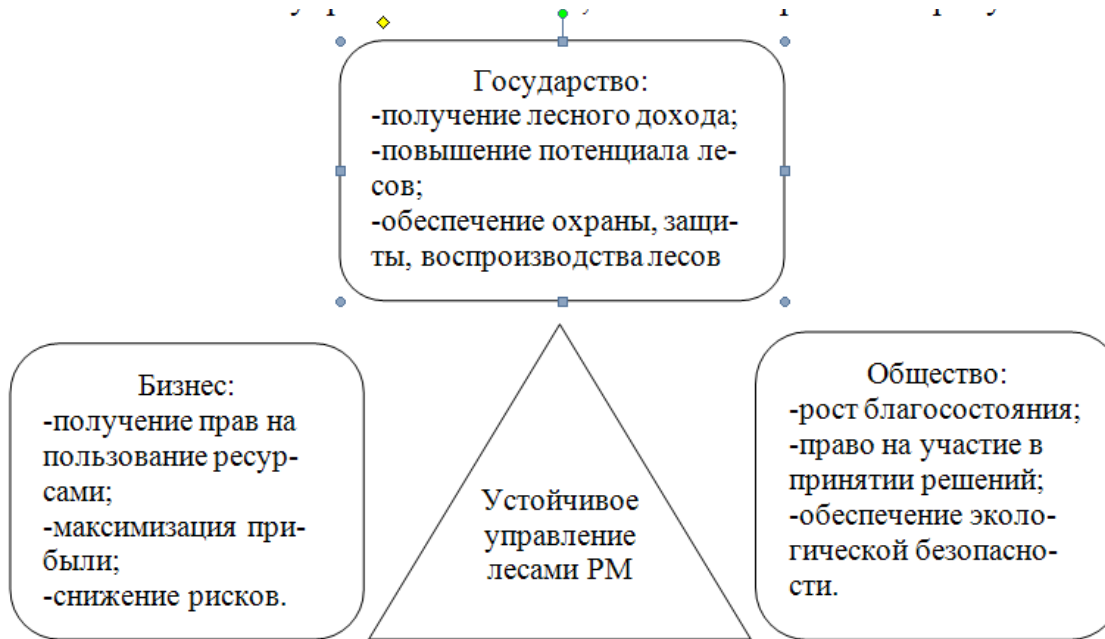 Государство:
-получение лесного дохода;
-повышение потенциала ле-
сов;
-обеспечение охраны, защи-
ты, воспроизводства лесов
Бизнес:
-получение прав на
пользование ресур-
сами;
-максимизация при-
были;
-снижение рисков.
Устойчивое
управление
лесами РМ
Общество:
-рост благосостояния;
-право на участие в
принятии решений;
-обеспечение эколо-
гической безопасно-
сти.